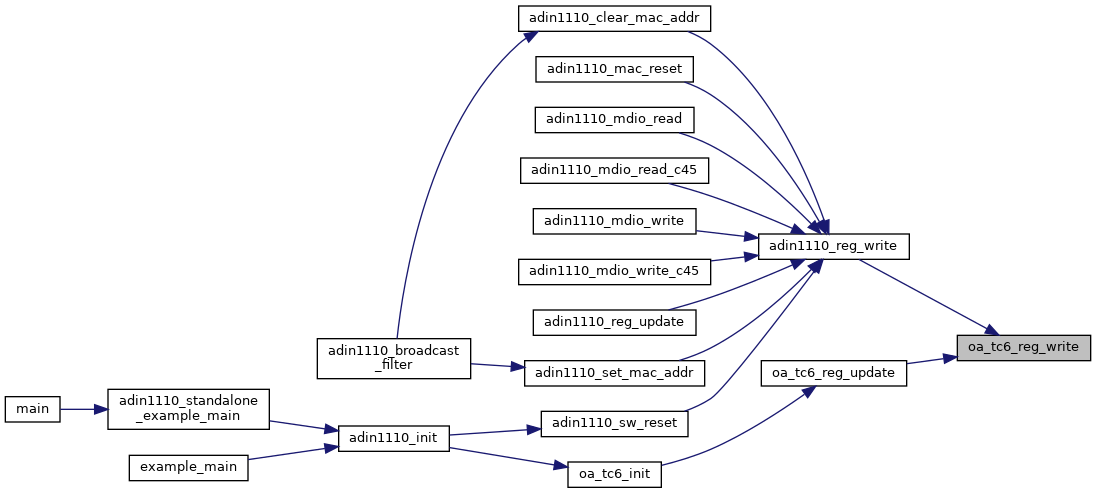 adin1110_clear_mac_addr
adin1110_mac_reset
adin1110_mdio_read
adin1110_mdio_read_c45
adin1110_mdio_write
adin1110_reg_write
adin1110_mdio_write_c45
adin1110_reg_update
adin1110_broadcast
_filter
oa_tc6_reg_write
adin1110_set_mac_addr
oa_tc6_reg_update
main
adin1110_standalone
_example_main
adin1110_sw_reset
adin1110_init
example_main
oa_tc6_init